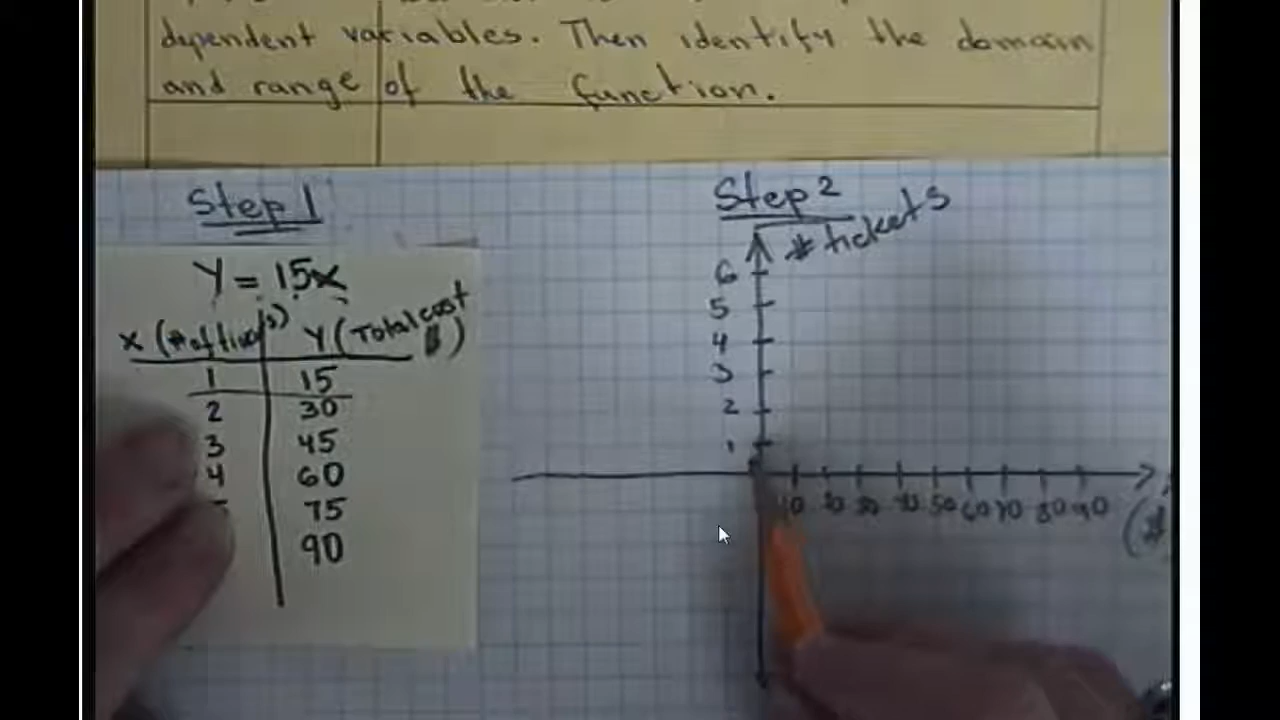 dependent variables. Then identify the domain
and range of the function.
Step 1
Y = 15x
Y (Total cost $)
1 15
2 30
3 45
4 60
75
90
Step 2
# tickets
6
5
4
3
2
1
10 20 30 40 50 60 70 80 90